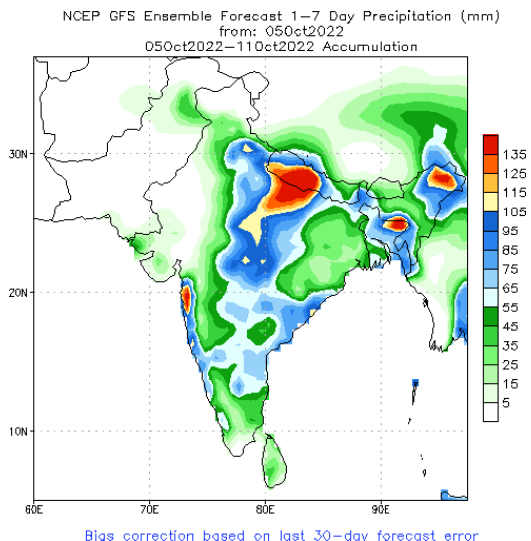 NCEP GFS Ensemble Forecast 1-7 Day Precipitation (mm)
from: 05Oct2022
05Oct2022-11Oct2022 Accumulation
30N
20N
10N
60E 70E 80E 90E
135
125
115
105
95
85
75
65
55
45
35
25
15
5
Bias correction based on last 30-day forecast error